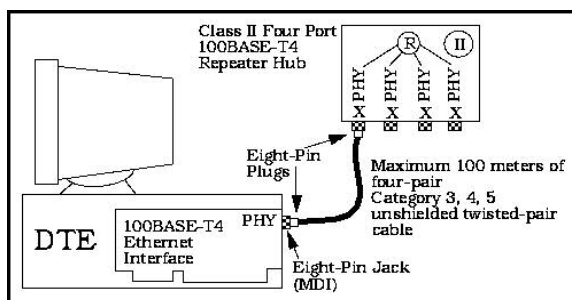 Class II Four Port
100BASE-T4
Repeater Hub
R
II
PHY PHY PHY PHY
X X X X
Eight-Pin
Plugs
Maximum 100 meters of
four-pair
Category 3, 4, 5
unshielded twisted-pair
cable
DTE
100BASE-T4
Ethernet
Interface
PHY
Eight-Pin Jack
(MDI)